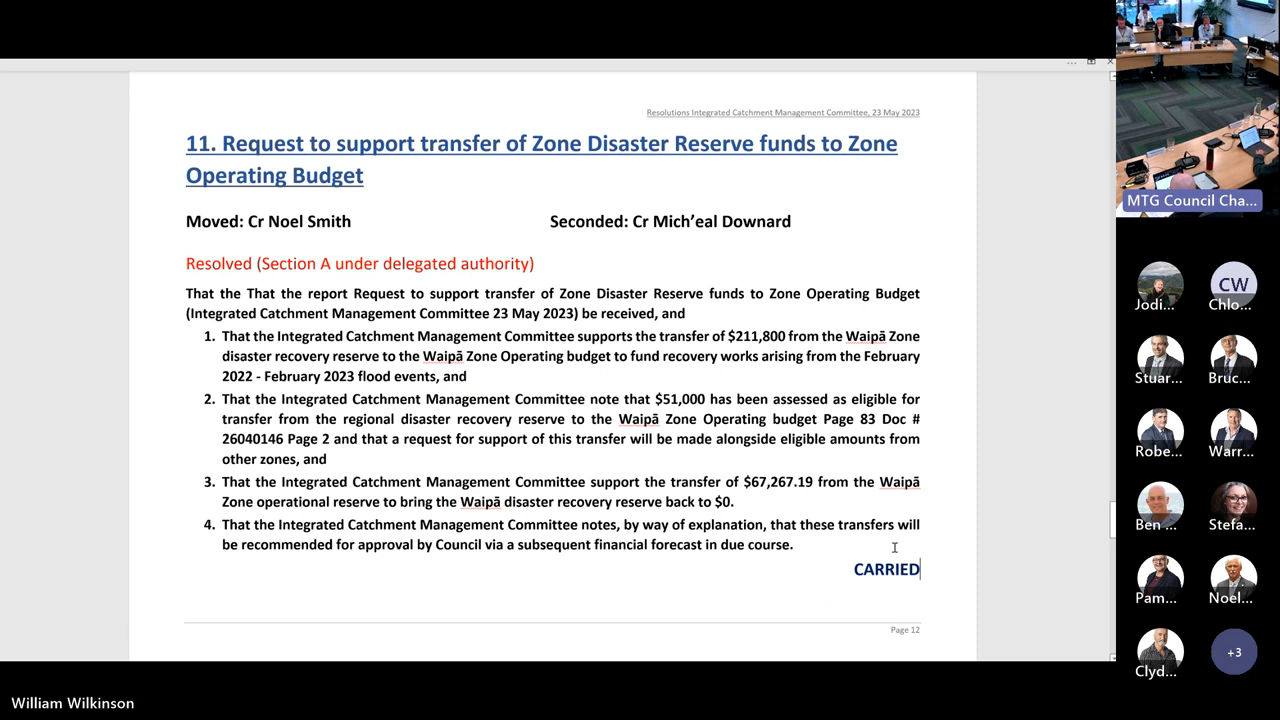 Resolutions Integrated Catchment Management Committee, 23 May 2023
11. Request to support transfer of Zone Disaster Reserve funds to Zone
Operating Budget
Moved: Cr Noel Smith Seconded: Cr Mich’eal Downard
Resolved (Section A under delegated authority)
That the That the report Request to support transfer of Zone Disaster Reserve funds to Zone Operating Budget
(Integrated Catchment Management Committee 23 May 2023) be received, and
1. That the Integrated Catchment Management Committee supports the transfer of $211,800 from the Waipā Zone
disaster recovery reserve to the Waipā Zone Operating budget to fund recovery works arising from the February
2022 - February 2023 flood events, and
2. That the Integrated Catchment Management Committee note that $51,000 has been assessed as eligible for
transfer from the regional disaster recovery reserve to the Waipā Zone Operating budget Page 83 Doc #
26040146 Page 2 and that a request for support of this transfer will be made alongside eligible amounts from
other zones, and
3. That the Integrated Catchment Management Committee support the transfer of $67,267.19 from the Waipā
Zone operational reserve to bring the Waipā disaster recovery reserve back to $0.
4. That the Integrated Catchment Management Committee notes, by way of explanation, that these transfers will
be recommended for approval by Council via a subsequent financial forecast in due course.
CARRIED
Page 12
MTG Council Cha...
CW
Jodi... Chlo...
Stuar... Bruc...
Robe... Warr...
Ben ... Stefa...
Pam... Noel...
Clyd... +3
William Wilkinson